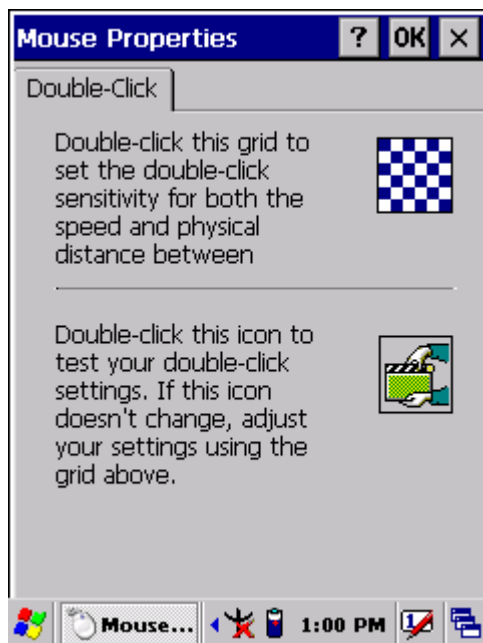 Mouse Properties ? OK ×
Double-Click
Double-click this grid to
set the double-click
sensitivity for both the
speed and physical
distance between
Double-click this icon to
test your double-click
settings. If this icon
doesn't change, adjust
your settings using the
grid above.
Mouse... 1:00 PM 1